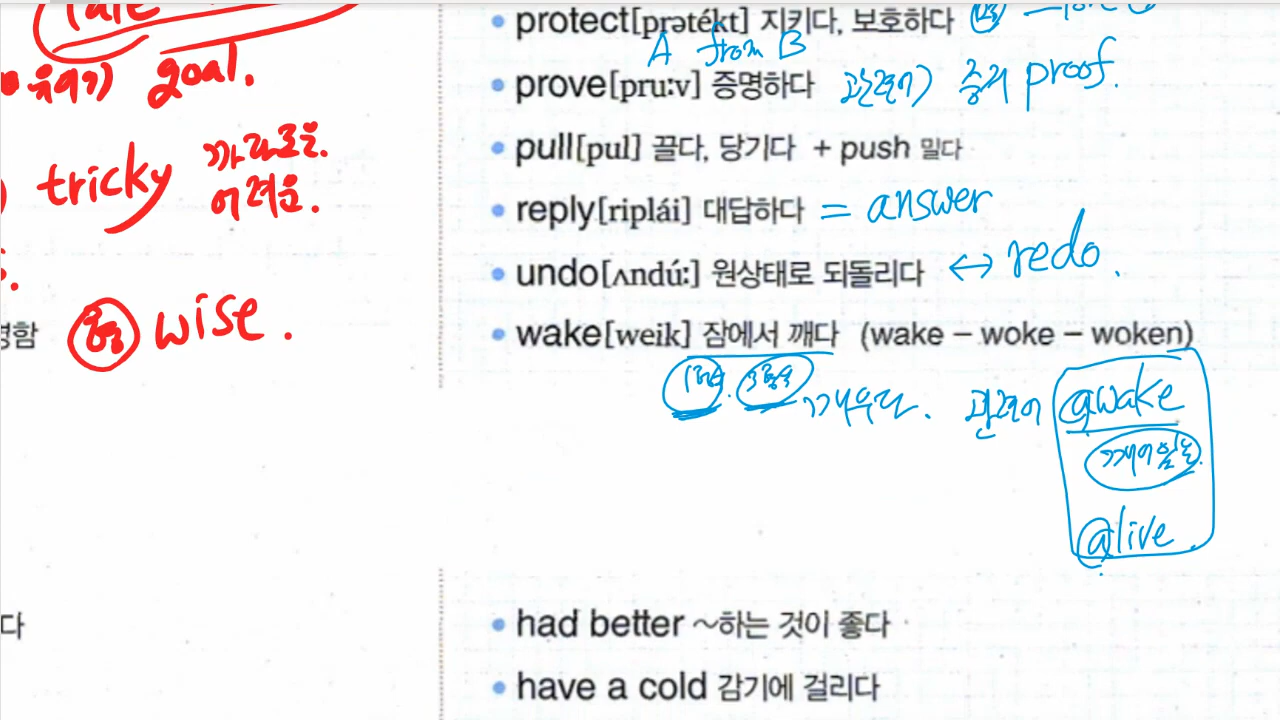 protect[prətékt] 지키다, 보호하다
A from B
유의어 goal.
prove[pru:v] 증명하다 관련어) 증거 proof.
pull[pul] 끌다, 당기다 + push 밀다
tricky 까다로운.
어려운.
reply[riplái] 대답하다 = answer
undo[ʌndú:] 원상태로 되돌리다 ↔ redo.
wise.
wake[weik] 잠에서 깨다 (wake – woke – woken)
1형식. 3형식 깨우다. 관련어 awake
깨어있는.
alive
다
had better ~하는 것이 좋다
have a cold 감기에 걸리다